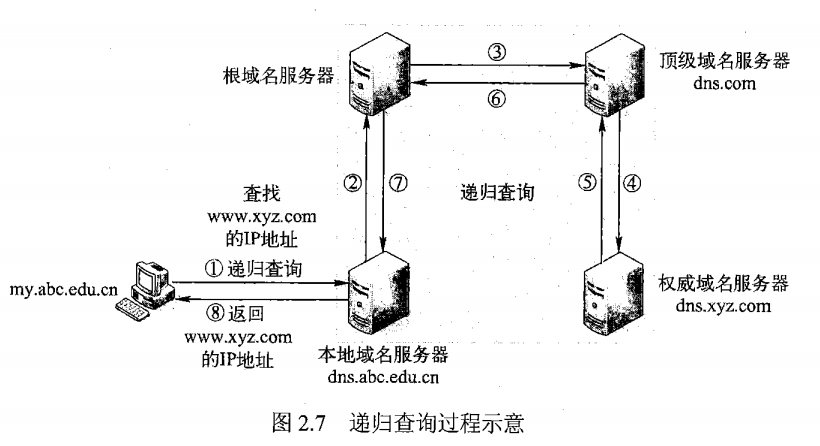 ③
根域名服务器
顶级域名服务器
dns.com
⑥
②
⑦
递归查询
⑤
④
查找
www.xyz.com
的IP地址
①递归查询
my.abc.edu.cn
⑧返回
www.xyz.com
的IP地址
本地域名服务器
dns.abc.edu.cn
权威域名服务器
dns.xyz.com
图 2.7 递归查询过程示意